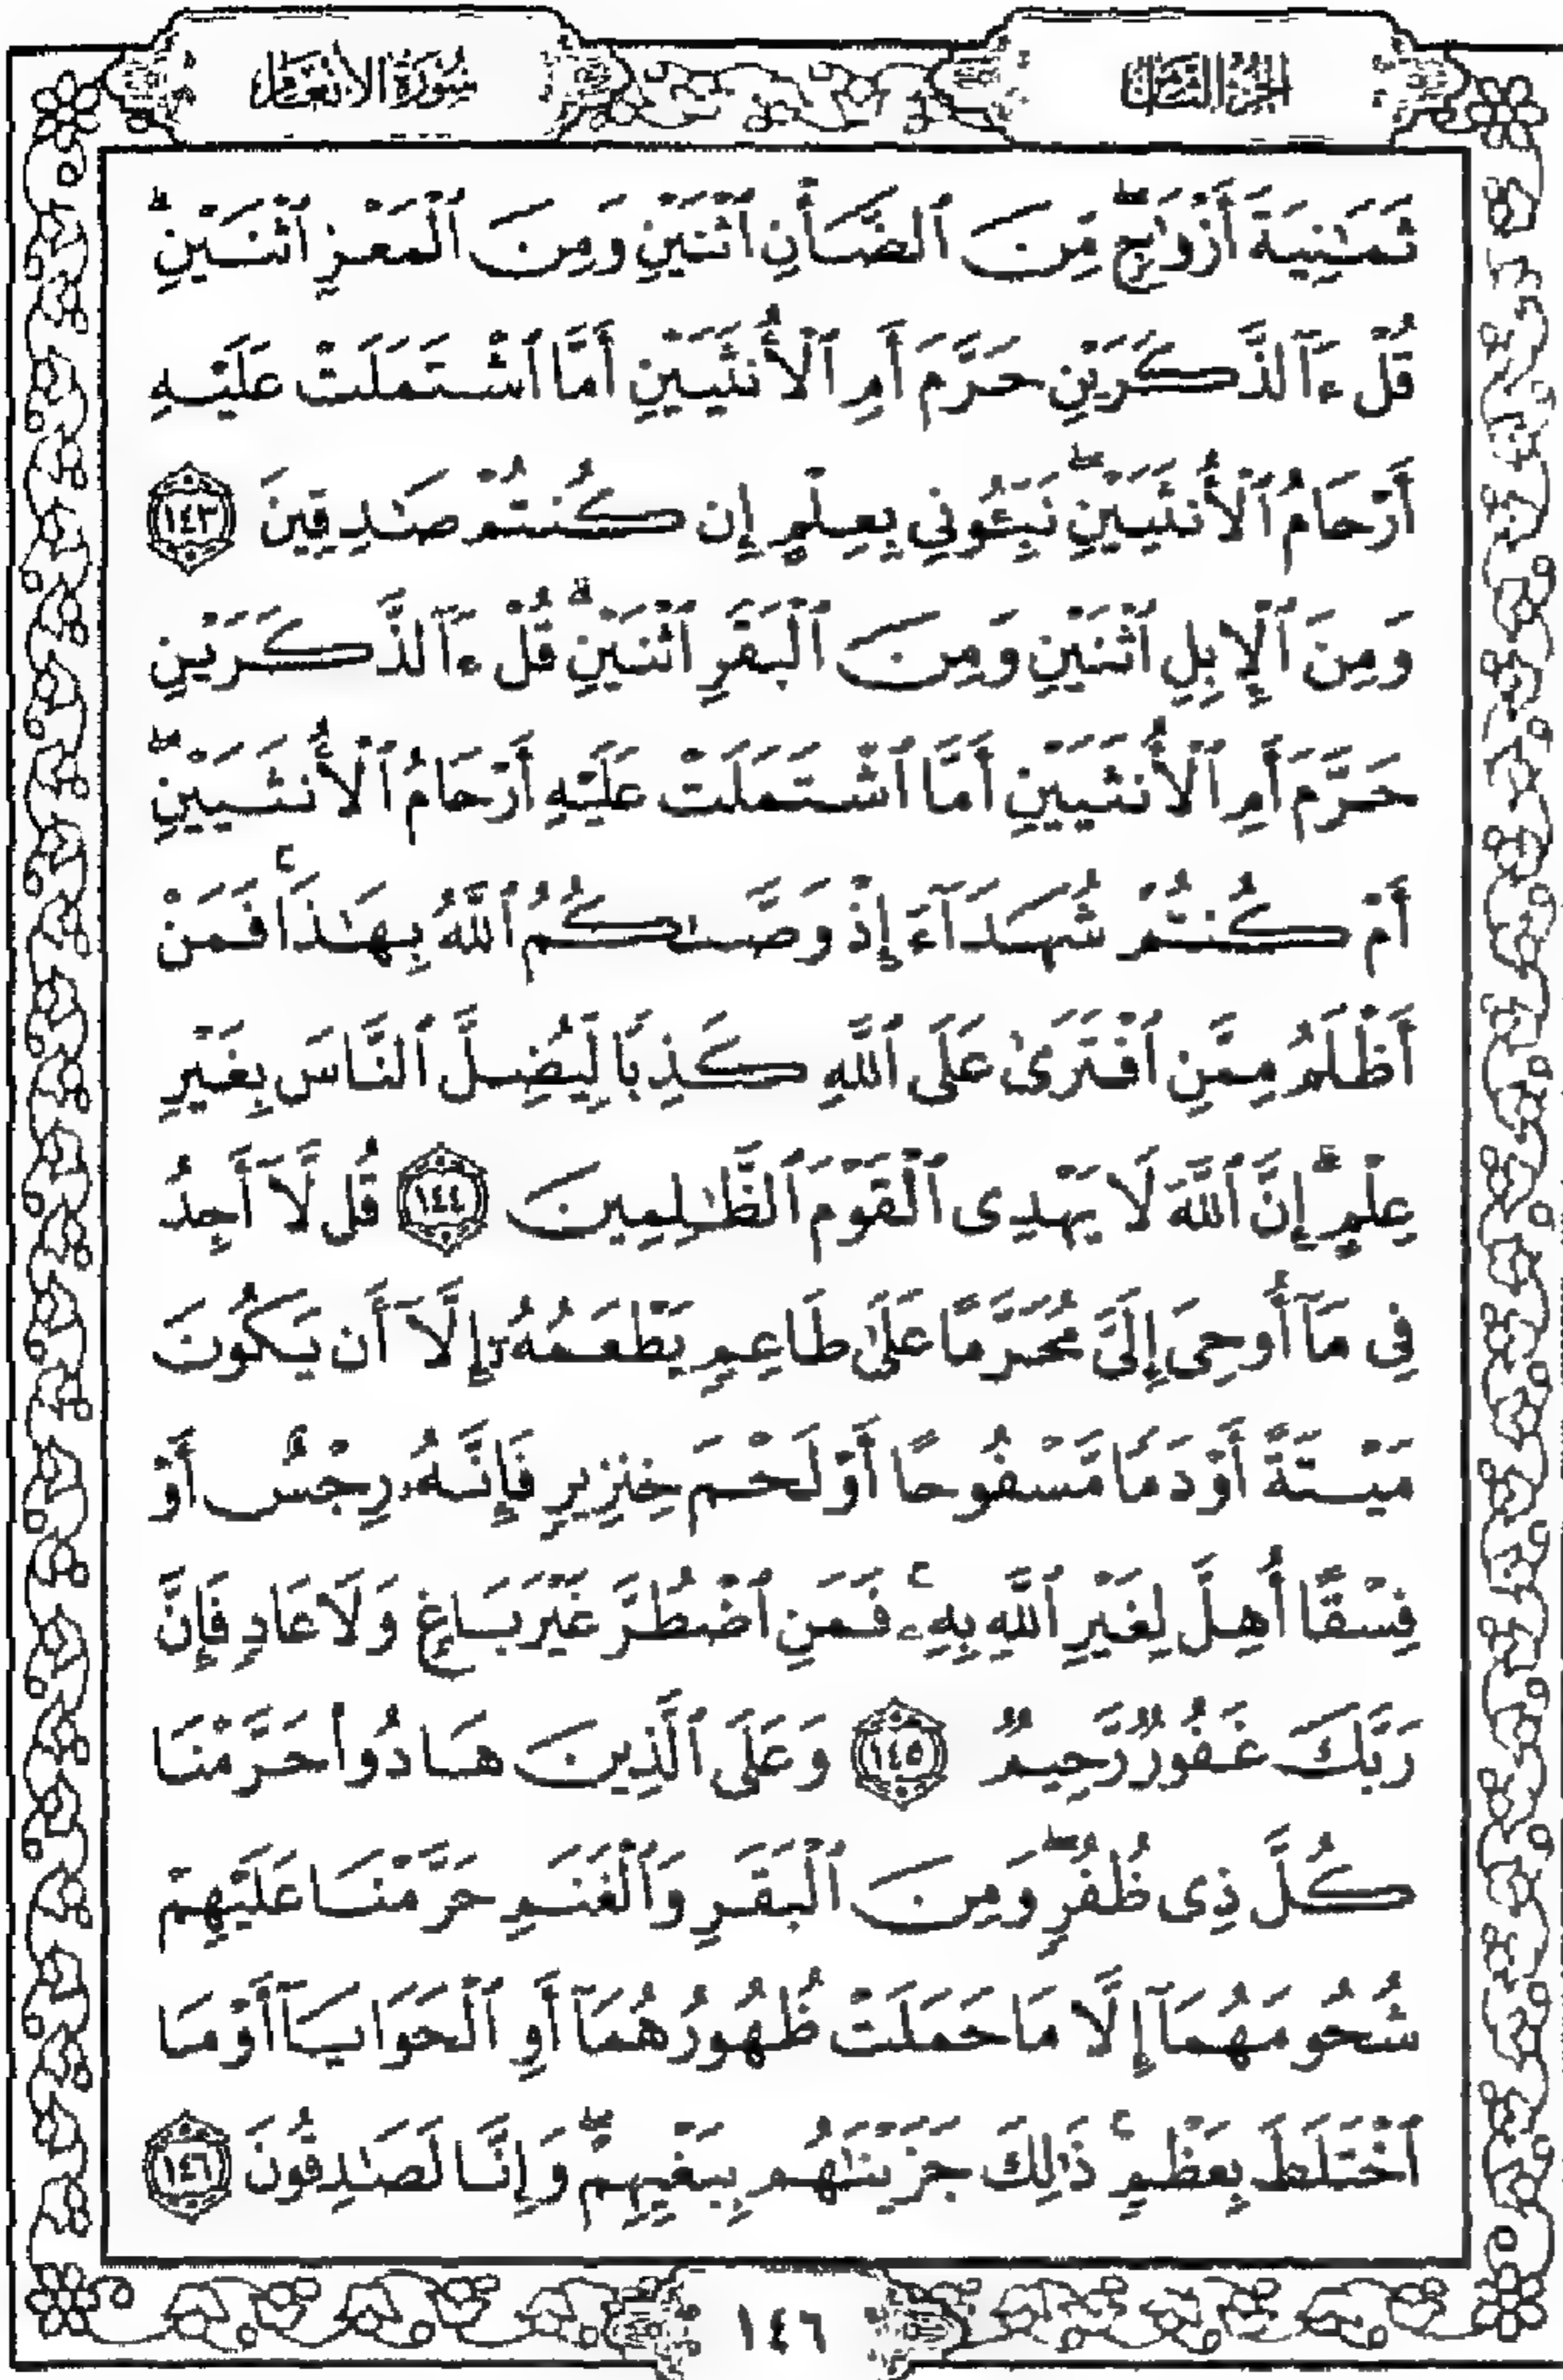 الجزء الثامن
سورة الأنعام
ثَمَـٰنِيَةَ أَزْوَٰجٍۖ مِّنَ ٱلضَّأْنِ ٱثْنَيْنِ وَمِنَ ٱلْمَعْزِ ٱثْنَيْنِۗ
قُلْ ءَآلذَّكَرَيْنِ حَرَّمَ أَمِ ٱلْأُنثَيَيْنِ أَمَّا ٱشْتَمَلَتْ عَلَيْهِ
أَرْحَامُ ٱلْأُنثَيَيْنِۖ نَبِّـُٔونِي بِعِلْمٍ إِن كُنتُمْ صَـٰدِقِينَ ١٤٣
وَمِنَ ٱلْإِبِلِ ٱثْنَيْنِ وَمِنَ ٱلْبَقَرِ ٱثْنَيْنِۗ قُلْ ءَآلذَّكَرَيْنِ
حَرَّمَ أَمِ ٱلْأُنثَيَيْنِ أَمَّا ٱشْتَمَلَتْ عَلَيْهِ أَرْحَامُ ٱلْأُنثَيَيْنِۖ
أَمْ كُنتُمْ شُهَدَآءَ إِذْ وَصَّىٰكُمُ ٱللَّهُ بِهَـٰذَاۚ فَمَنْ
أَظْلَمُ مِمَّنِ ٱفْتَرَىٰ عَلَى ٱللَّهِ كَذِبًا لِّيُضِلَّ ٱلنَّاسَ بِغَيْرِ
عِلْمٍۗ إِنَّ ٱللَّهَ لَا يَهْدِى ٱلْقَوْمَ ٱلظَّـٰلِمِينَ ١٤٤ قُل لَّآ أَجِدُ
فِى مَآ أُوحِىَ إِلَىَّ مُحَرَّمًا عَلَىٰ طَاعِمٍ يَطْعَمُهُۥٓ إِلَّآ أَن يَكُونَ
مَيْتَةً أَوْ دَمًا مَّسْفُوحًا أَوْ لَحْمَ خِنزِيرٍ فَإِنَّهُۥ رِجْسٌ أَوْ
فِسْقًا أُهِلَّ لِغَيْرِ ٱللَّهِ بِهِۦۚ فَمَنِ ٱضْطُرَّ غَيْرَ بَاغٍ وَلَا عَادٍ فَإِنَّ
رَبَّكَ غَفُورٌ رَّحِيمٌ ١٤٥ وَعَلَى ٱلَّذِينَ هَادُوا۟ حَرَّمْنَا
كُلَّ ذِى ظُفُرٍۖ وَمِنَ ٱلْبَقَرِ وَٱلْغَنَمِ حَرَّمْنَا عَلَيْهِمْ
شُحُومَهُمَآ إِلَّا مَا حَمَلَتْ ظُهُورُهُمَآ أَوِ ٱلْحَوَايَآ أَوْ مَا
ٱخْتَلَطَ بِعَظْمٍۚ ذَٰلِكَ جَزَيْنَـٰهُم بِبَغْيِهِمْۖ وَإِنَّا لَصَـٰدِقُونَ ١٤٦
١٤٦